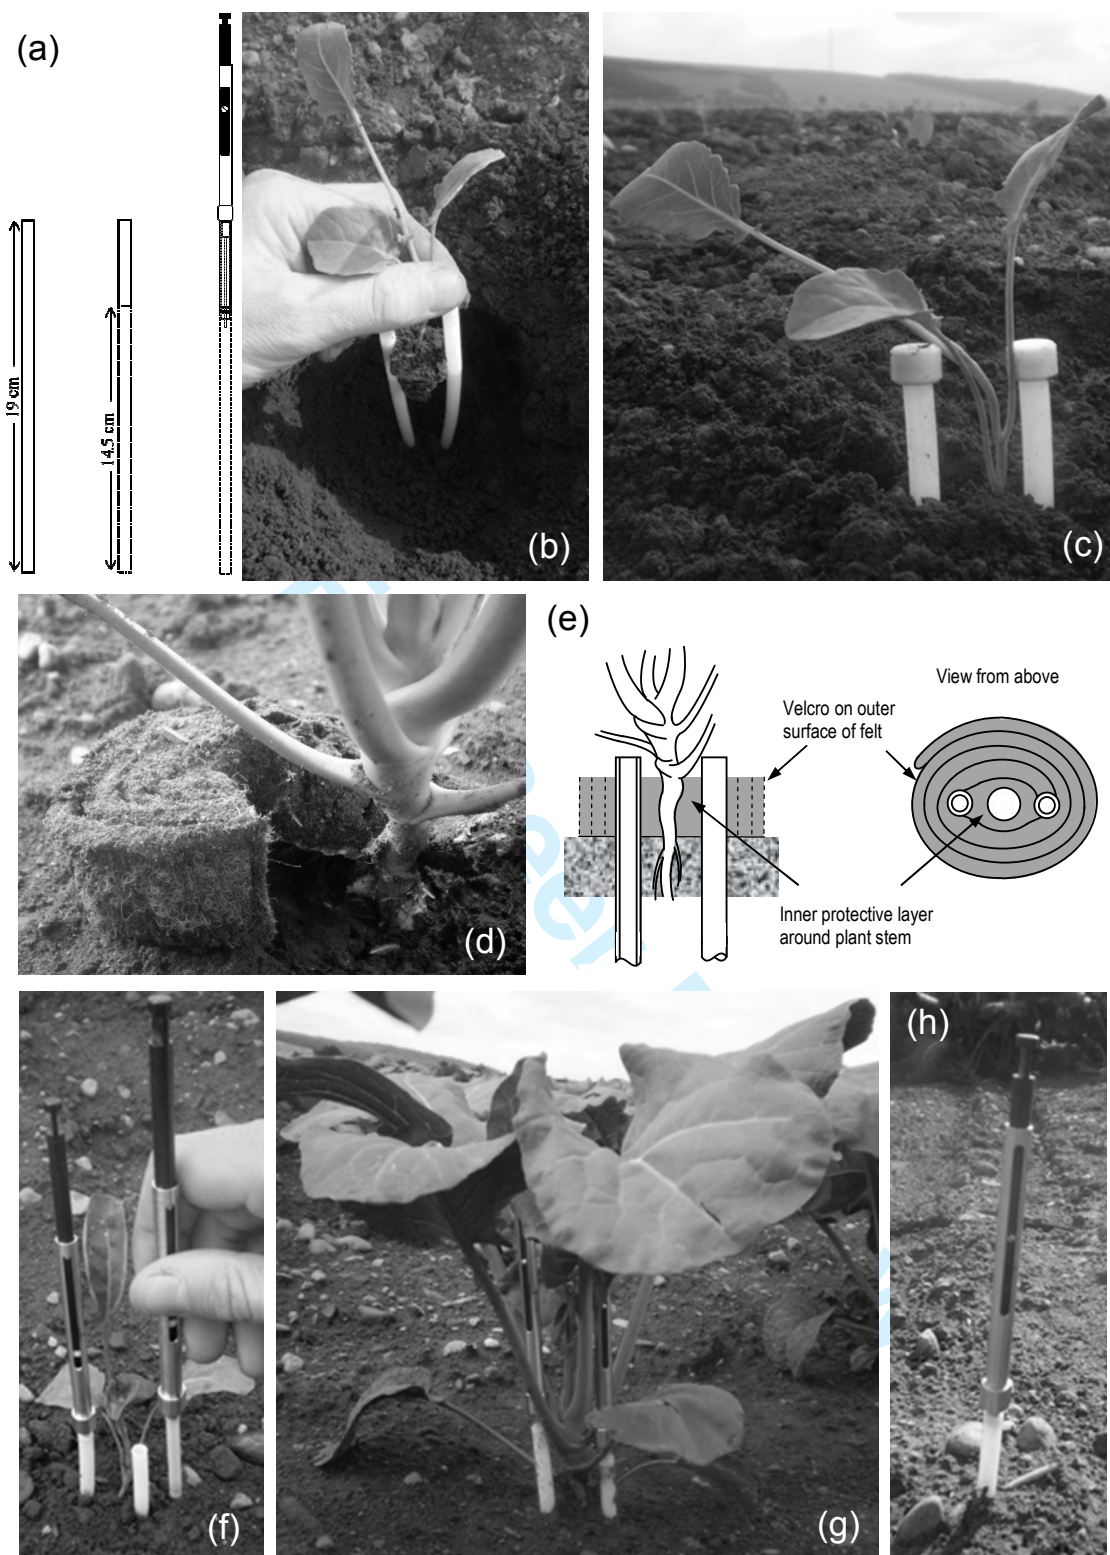 (a)
19 cm
14.5 cm
(b)
(c)
(d)
(e)
View from above
Velcro on outer
surface of felt
Inner protective layer
around plant stem
(f)
(g)
(h)